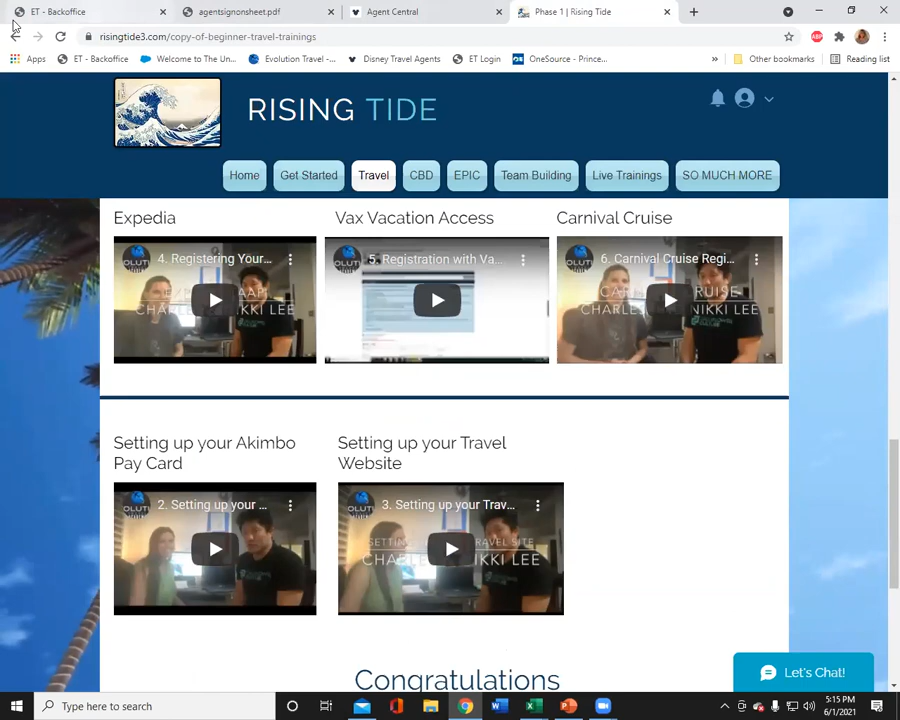 ET - Backoffice
agentsignonsheet.pdf
Agent Central
Phase 1 | Rising Tide
risingtide3.com/copy-of-beginner-travel-trainings
ABP
Apps
ET - Backoffice
Welcome to The Un...
Evolution Travel -...
Disney Travel Agents
ET Login
OneSource - Prince...
Other bookmarks
Reading list
RISING TIDE
Home
Get Started
Travel
CBD
EPIC
Team Building
Live Trainings
SO MUCH MORE
Expedia
Vax Vacation Access
Carnival Cruise
4. Registering Your...
5. Registration with Va...
6. Carnival Cruise Regi...
Setting up your Akimbo
Pay Card
Setting up your Travel
Website
2. Setting up your ...
3. Setting up your Trav...
Congratulations
Let's Chat!
Type here to search
5:15 PM
6/1/2021